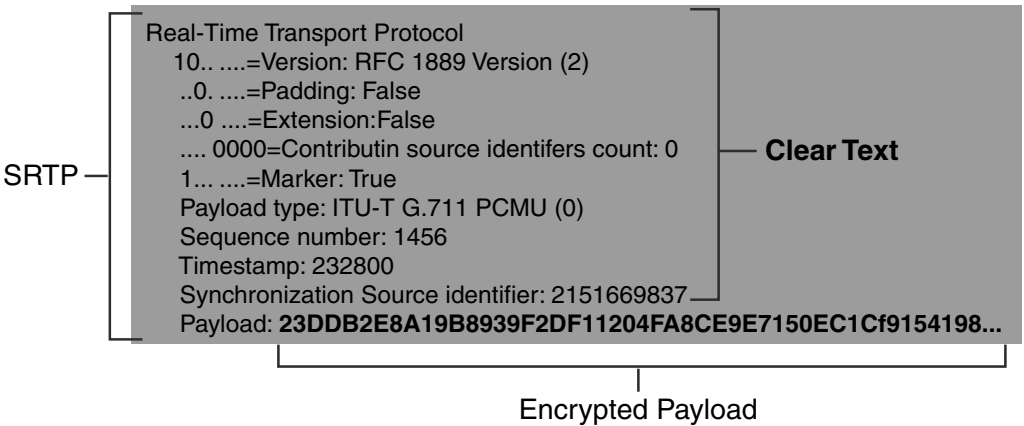 Real-Time Transport Protocol
10.. ....=Version: RFC 1889 Version (2)
..0. ....=Padding: False
...0 ....=Extension:False
.... 0000=Contributin source identifers count: 0
1... ....=Marker: True
Payload type: ITU-T G.711 PCMU (0)
Sequence number: 1456
Timestamp: 232800
Synchronization Source identifier: 2151669837
Payload: 23DDB2E8A19B8939F2DF11204FA8CE9E7150EC1Cf9154198...
SRTP
Clear Text
Encrypted Payload